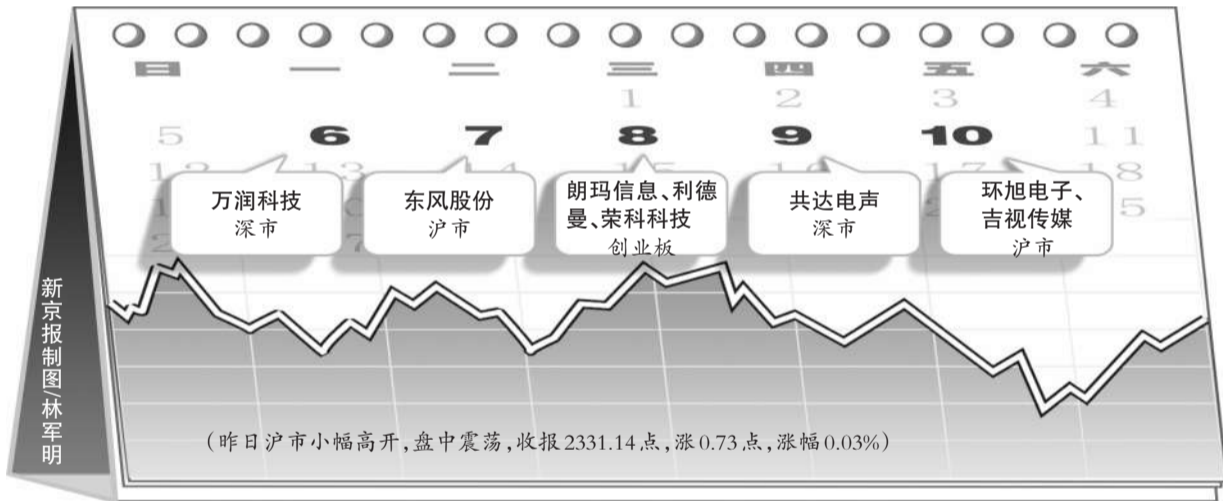 日 一 二 三 四 五 六
1 2 3 4
5 6 7 8 9 10 11
万润科技
深市
东风股份
沪市
朗玛信息、利德
曼、荣科科技
创业板
共达电声
深市
环旭电子、
吉视传媒
沪市
新京报制图/林军明
(昨日沪市小幅高开,盘中震荡,收报2331.14点,涨0.73点,涨幅0.03%)